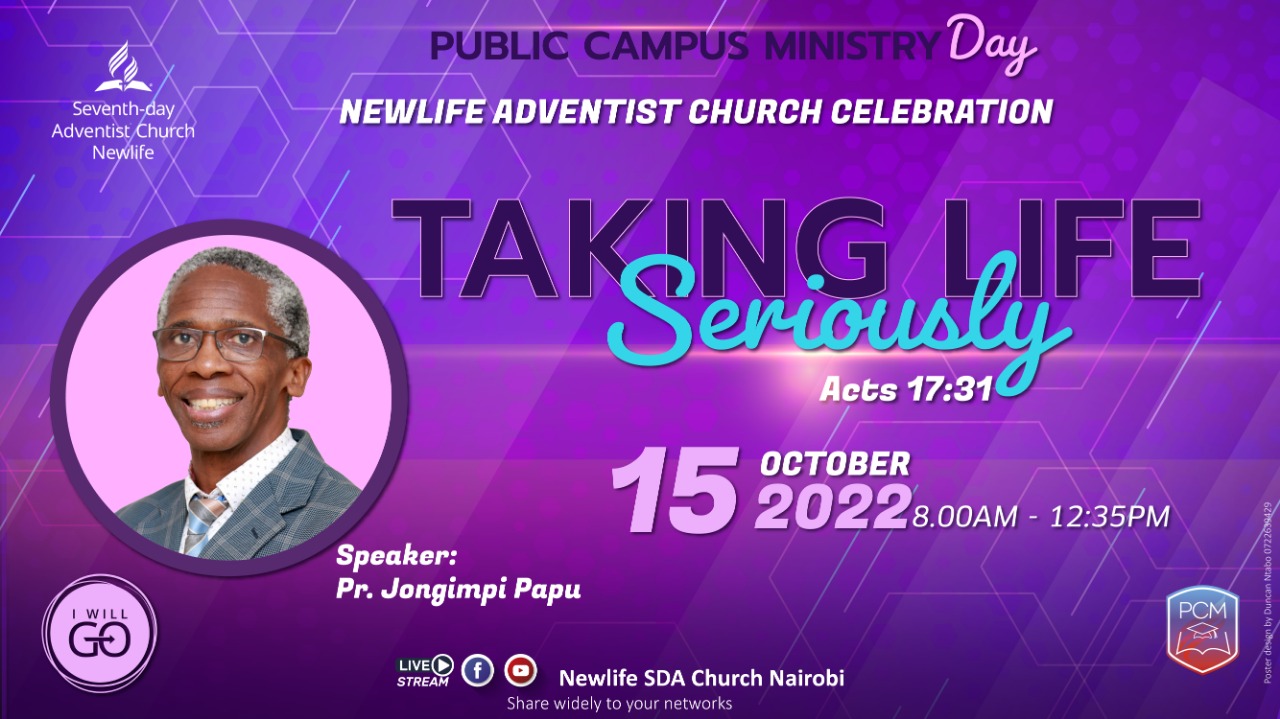 PUBLIC CAMPUS MINISTRY Day
Seventh-day
Adventist Church
Newlife
NEWLIFE ADVENTIST CHURCH CELEBRATION
TAKING LIFE
Seriously
Acts 17:31
15 OCTOBER
2022 8.00AM - 12:35PM
Speaker:
Pr. Jongimpi Papu
I WILL
GO
PCM
LIVE
STREAM
Newlife SDA Church Nairobi
Share widely to your networks
Poster design by Duncan Ntabo 0722639429